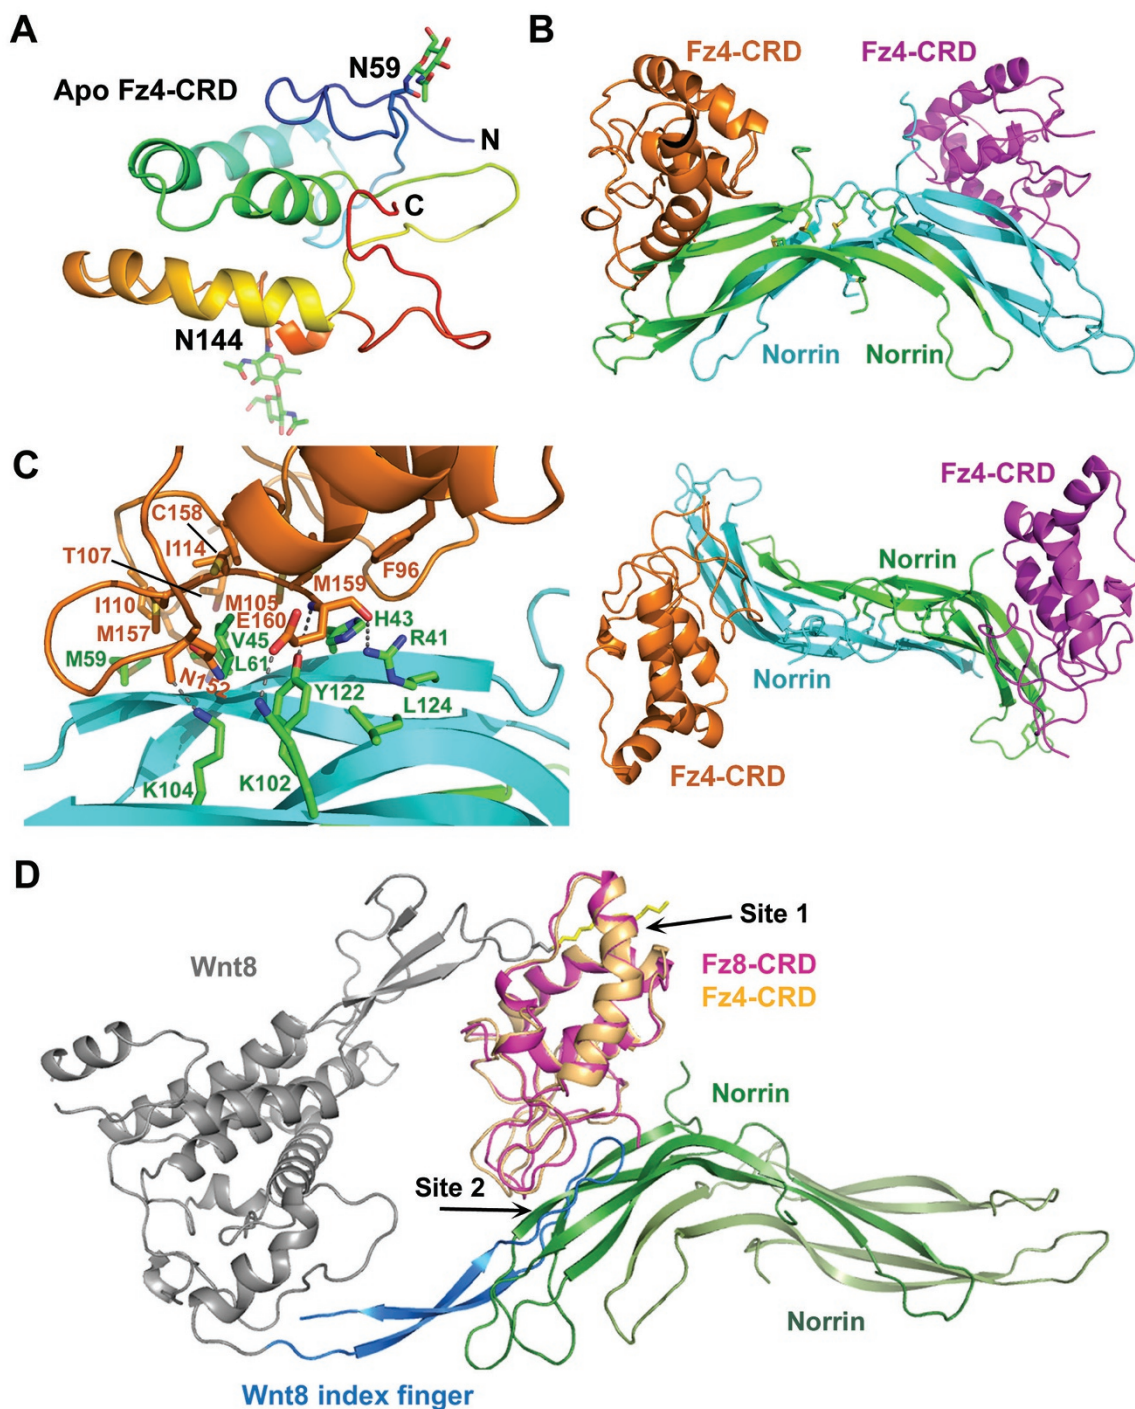 A
Apo Fz4-CRD
N59
N
C
N144
B
Fz4-CRD
Fz4-CRD
Norrin
Norrin
C
C158
I114
T107
F96
M159
I110
M105
E160
H43
M157
V45
R41
M59
L61
N152
Y122
L124
K104
K102
Fz4-CRD
Norrin
Norrin
Fz4-CRD
D
Site 1
Wnt8
Fz8-CRD
Fz4-CRD
Norrin
Site 2
Norrin
Wnt8 index finger